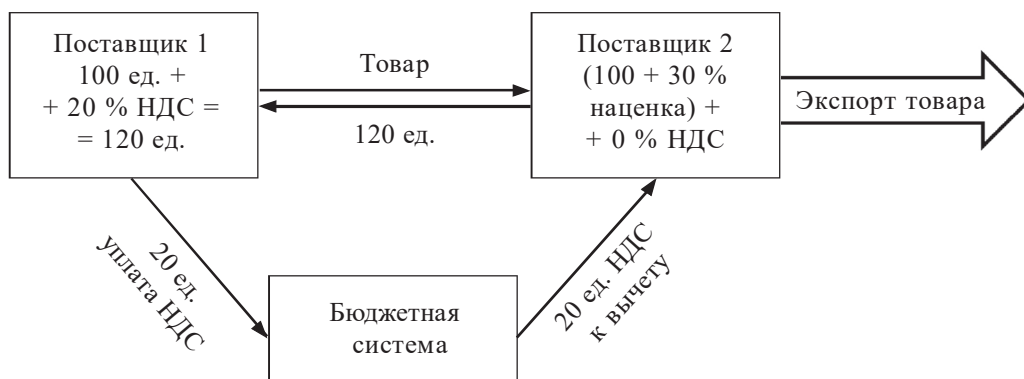 Поставщик 1
100 ед. +
+ 20 % НДС =
= 120 ед.
Товар
120 ед.
Поставщик 2
(100 + 30 %
наценка) +
+ 0 % НДС
Экспорт товара
20 ед.
уплата НДС
Бюджетная
система
20 ед. НДС
к вычету